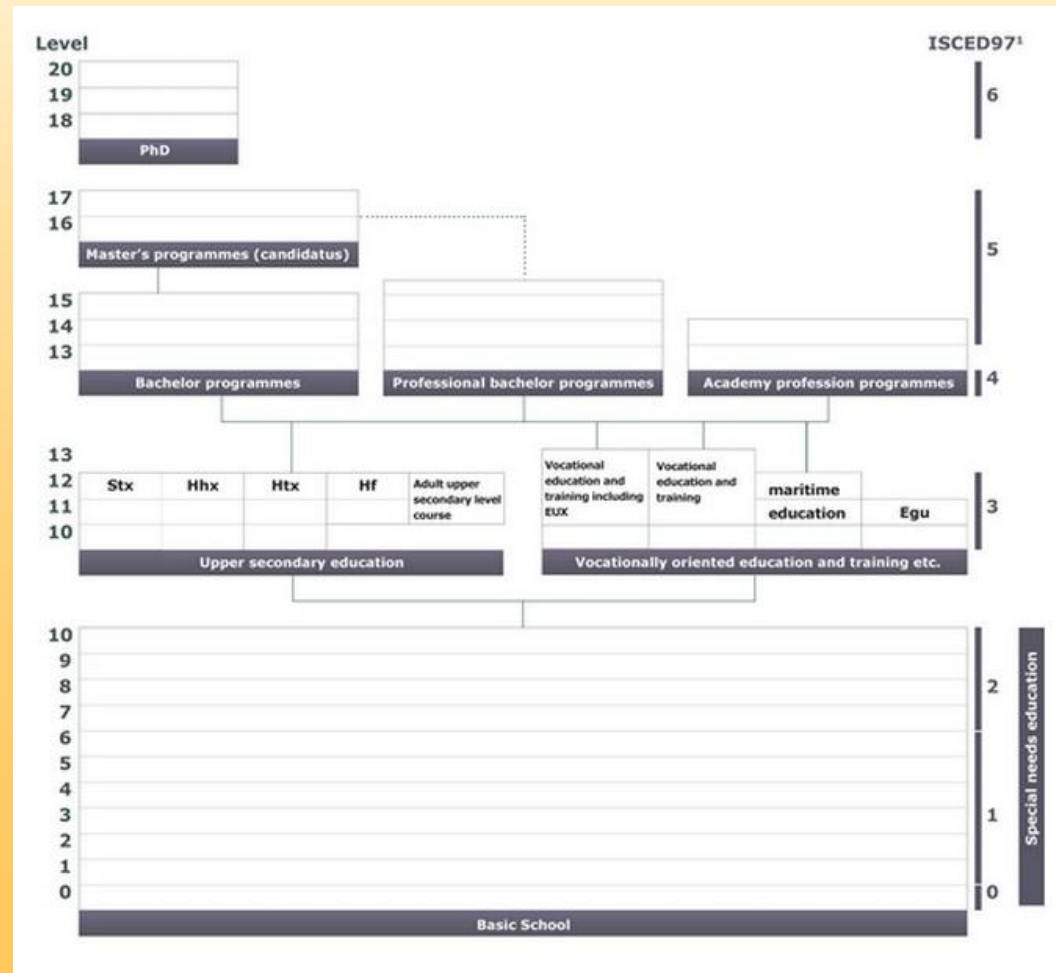 Level
ISCED97¹
20
19
6
18
PhD
17
16
5
Master's programmes (candidatus)
15
14
13
Bachelor programmes
Professional bachelor programmes
Academy profession programmes
4
13
12
11
10
Stx
Hhx
Htx
Hf
Adult upper
secondary level
course
Vocational
education and
training including
EUX
Vocational
education and
training
maritime
education
Egu
3
Upper secondary education
Vocationally oriented education and training etc.
10
9
8
7
6
5
4
3
2
1
0
2
1
0
Special needs education
Basic School